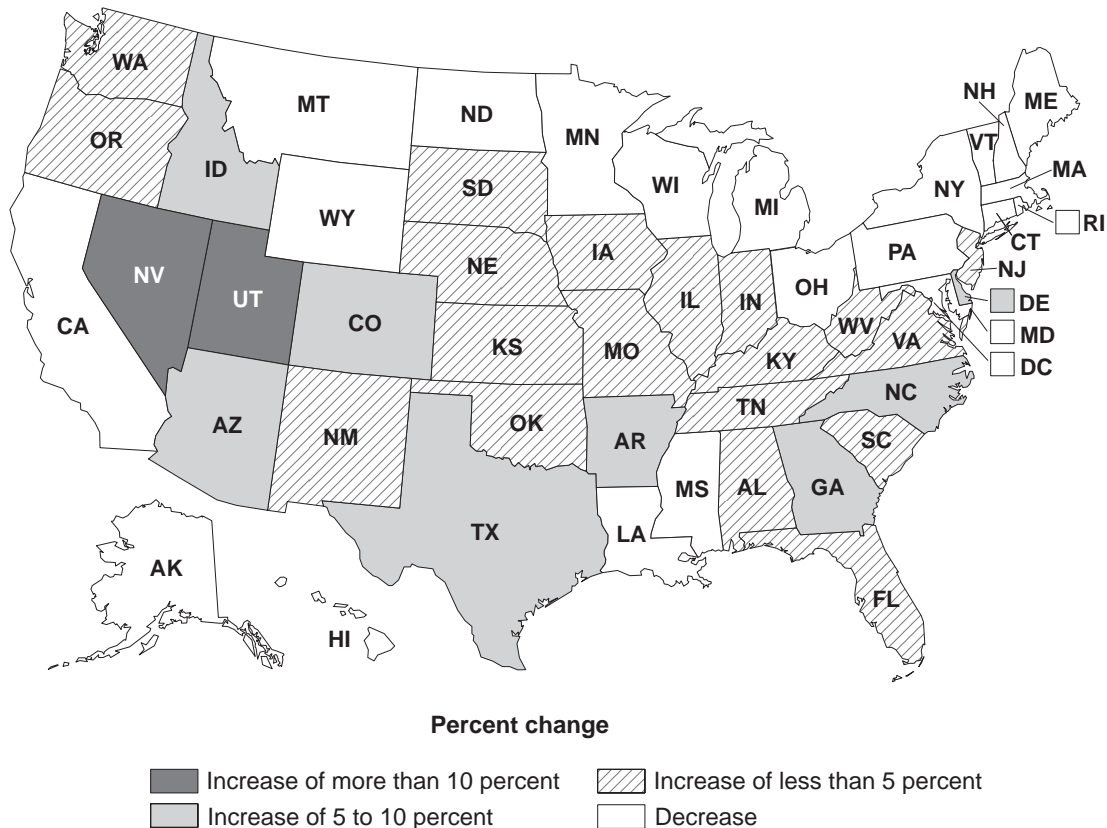 WA
MT
ND
MN
NH
ME
VT
OR
ID
SD
WI
MI
NY
MA
WY
RI
CT
NE
IA
PA
NJ
NV
UT
IL
IN
OH
DE
CA
CO
KS
MO
WV
VA
MD
KY
DC
AZ
NM
OK
AR
TN
NC
SC
MS
AL
GA
TX
LA
AK
FL
HI
Percent change
Increase of more than 10 percent
Increase of less than 5 percent
Increase of 5 to 10 percent
Decrease